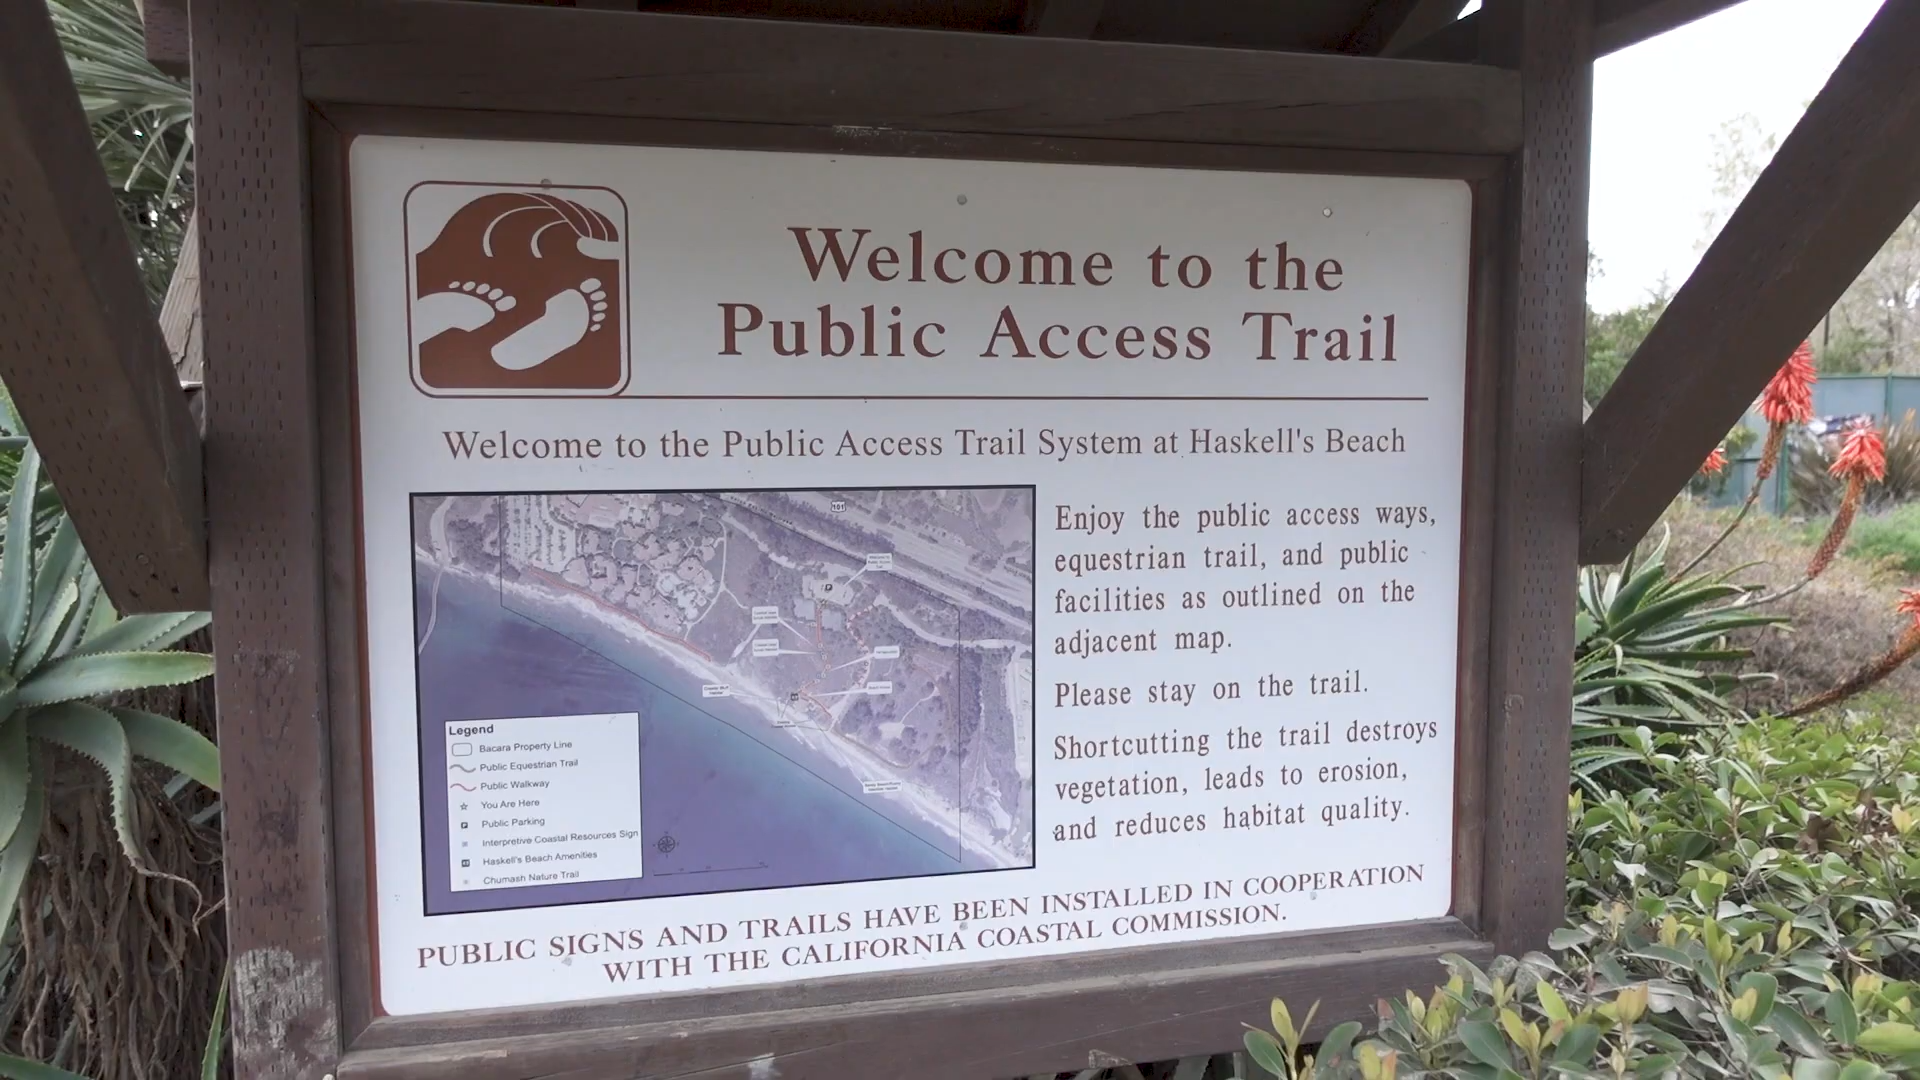 Welcome to the
Public Access Trail
Welcome to the Public Access Trail System at Haskell's Beach
101
Legend
Bacara Property Line
Public Equestrian Trail
Public Walkway
You Are Here
Public Parking
Interpretive Coastal Resources Sign
Haskell's Beach Amenities
Chumash Nature Trail
Enjoy the public access ways,
equestrian trail, and public
facilities as outlined on the
adjacent map.
Please stay on the trail.
Shortcutting the trail destroys
vegetation, leads to erosion,
and reduces habitat quality.
PUBLIC SIGNS AND TRAILS HAVE BEEN INSTALLED IN COOPERATION
WITH THE CALIFORNIA COASTAL COMMISSION.